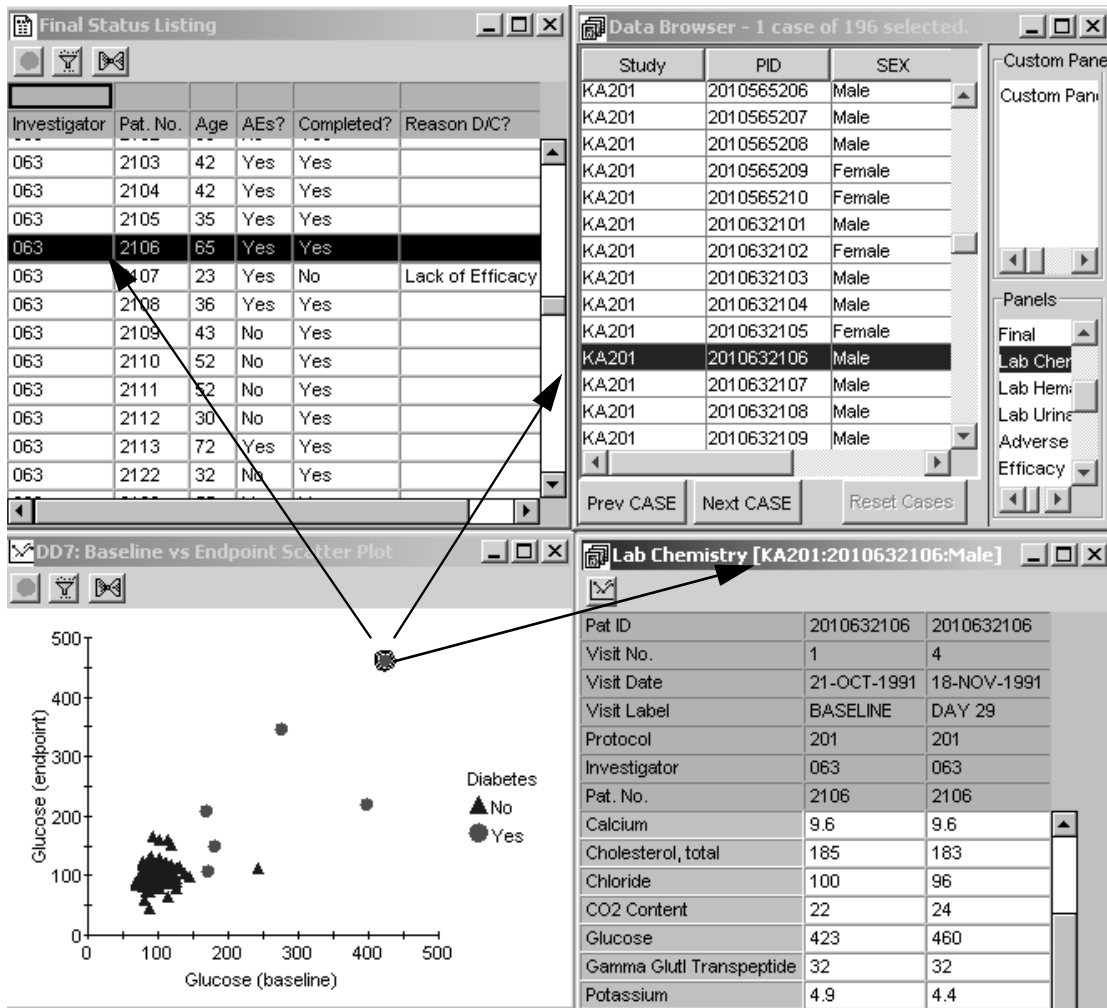 Final Status Listing
Investigator Pat. No. Age AEs? Completed? Reason D/C?
063 2103 42 Yes Yes
063 2104 42 Yes Yes
063 2105 35 Yes Yes
063 2106 65 Yes Yes
063 2107 23 Yes No Lack of Efficacy
063 2108 36 Yes Yes
063 2109 43 No Yes
063 2110 52 No Yes
063 2111 52 No Yes
063 2112 30 No Yes
063 2113 72 Yes Yes
063 2122 32 No Yes
Data Browser - 1 case of 196 selected.
Study PID SEX
KA201 2010565206 Male
KA201 2010565207 Male
KA201 2010565208 Male
KA201 2010565209 Female
KA201 2010565210 Female
KA201 2010632101 Male
KA201 2010632102 Female
KA201 2010632103 Male
KA201 2010632104 Male
KA201 2010632105 Female
KA201 2010632106 Male
KA201 2010632107 Male
KA201 2010632108 Male
KA201 2010632109 Male
Prev CASE Next CASE Reset Cases
Custom Pane
Custom Pan
Panels
Final
Lab Cher
Lab Hem
Lab Urina
Adverse
Efficacy
DD7: Baseline vs Endpoint Scatter Plot
500
400
300
200
100
0
Glucose (endpoint)
0 100 200 300 400 500
Glucose (baseline)
Diabetes
No
Yes
Lab Chemistry [KA201:2010632106:Male]
Pat ID 2010632106 2010632106
Visit No. 1 4
Visit Date 21-OCT-1991 18-NOV-1991
Visit Label BASELINE DAY 29
Protocol 201 201
Investigator 063 063
Pat. No. 2106 2106
Calcium 9.6 9.6
Cholesterol, total 185 183
Chloride 100 96
CO2 Content 22 24
Glucose 423 460
Gamma Glutl Transpeptide 32 32
Potassium 4.9 4.4